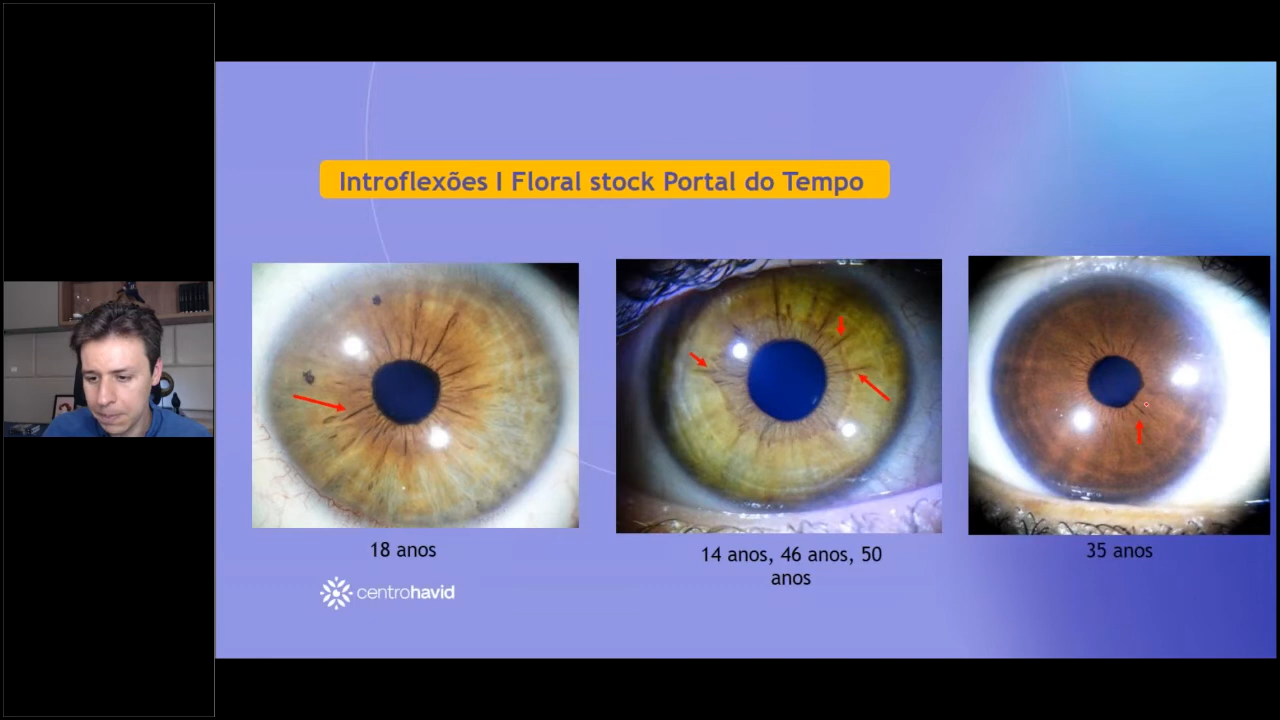 Introflexões I Floral stock Portal do Tempo
18 anos
14 anos, 46 anos, 50
anos
35 anos
centrohavid